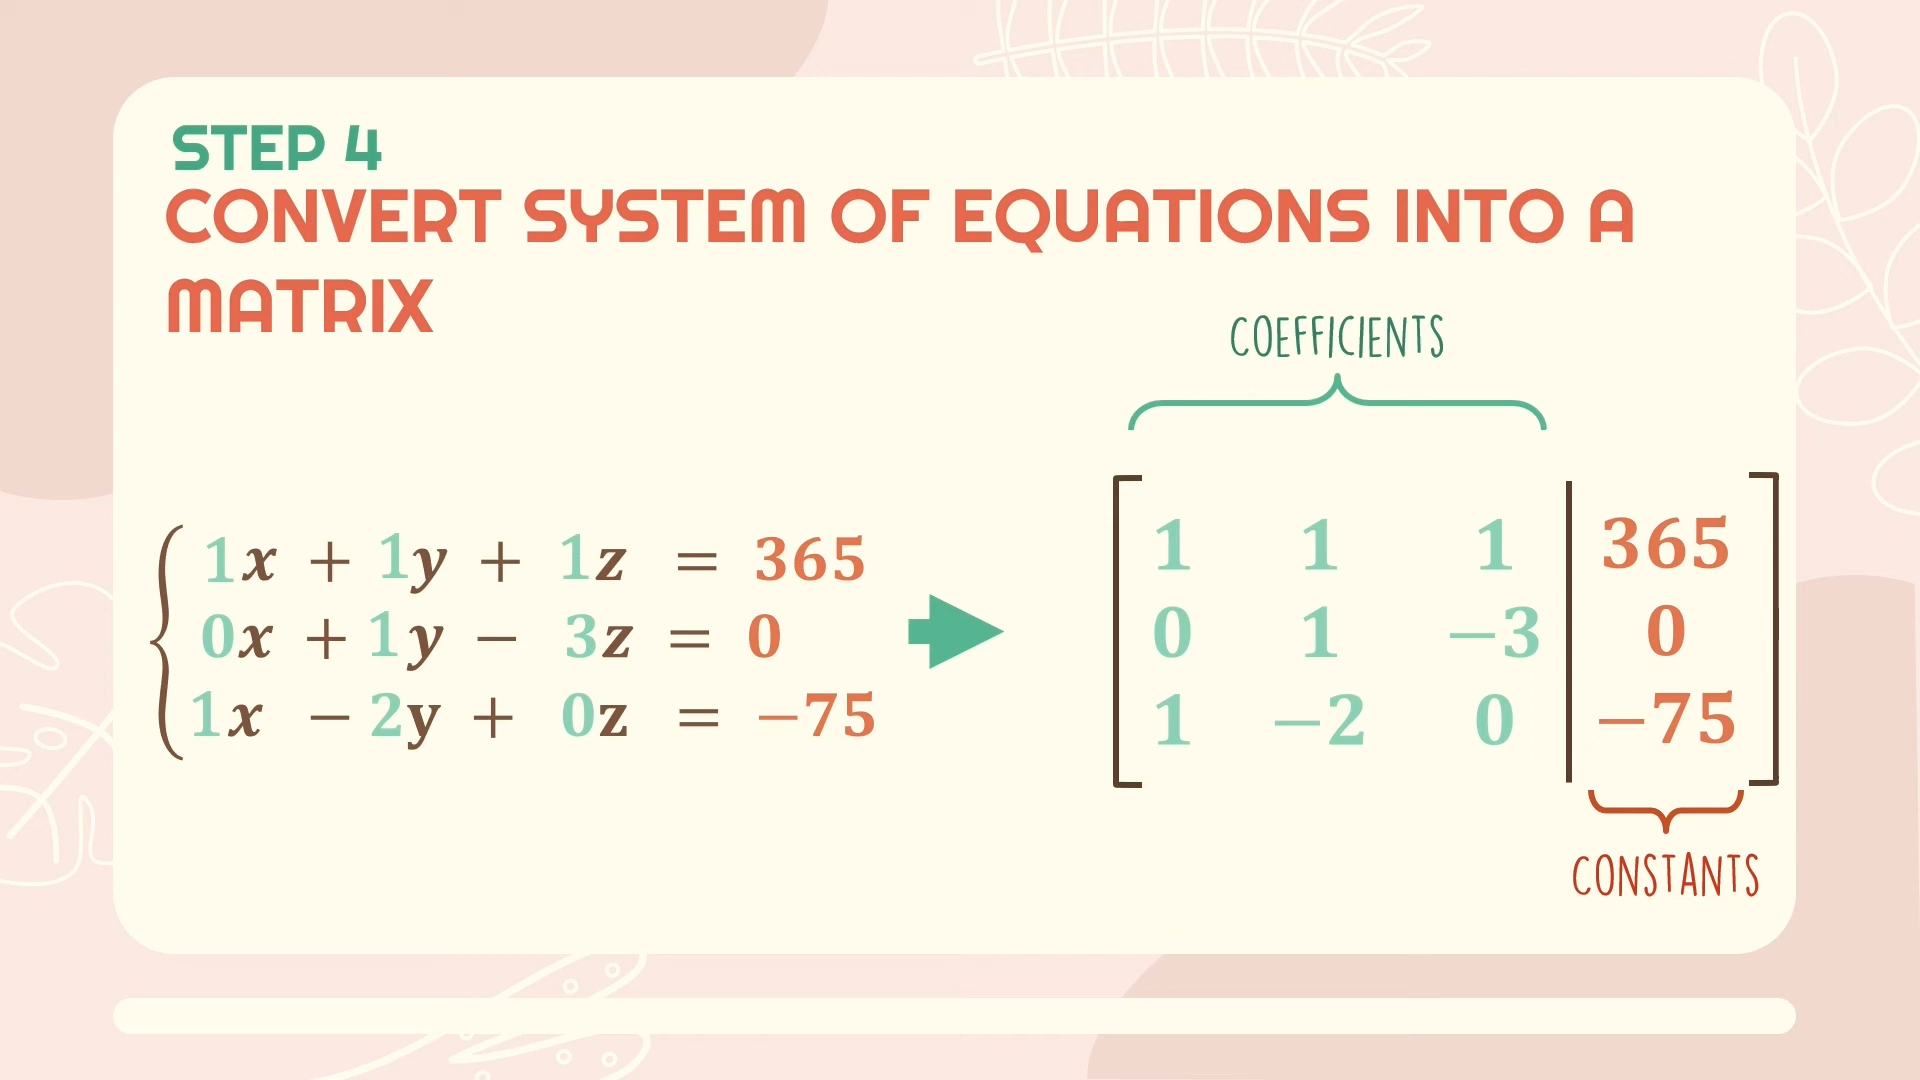 STEP 4
CONVERT SYSTEM OF EQUATIONS INTO A
MATRIX
COEFFICIENTS
1x + 1y + 1z = 365
0x + 1y − 3z = 0
1x − 2y + 0z = −75
1 1 1 365
0 1 −3 0
1 −2 0 −75
CONSTANTS